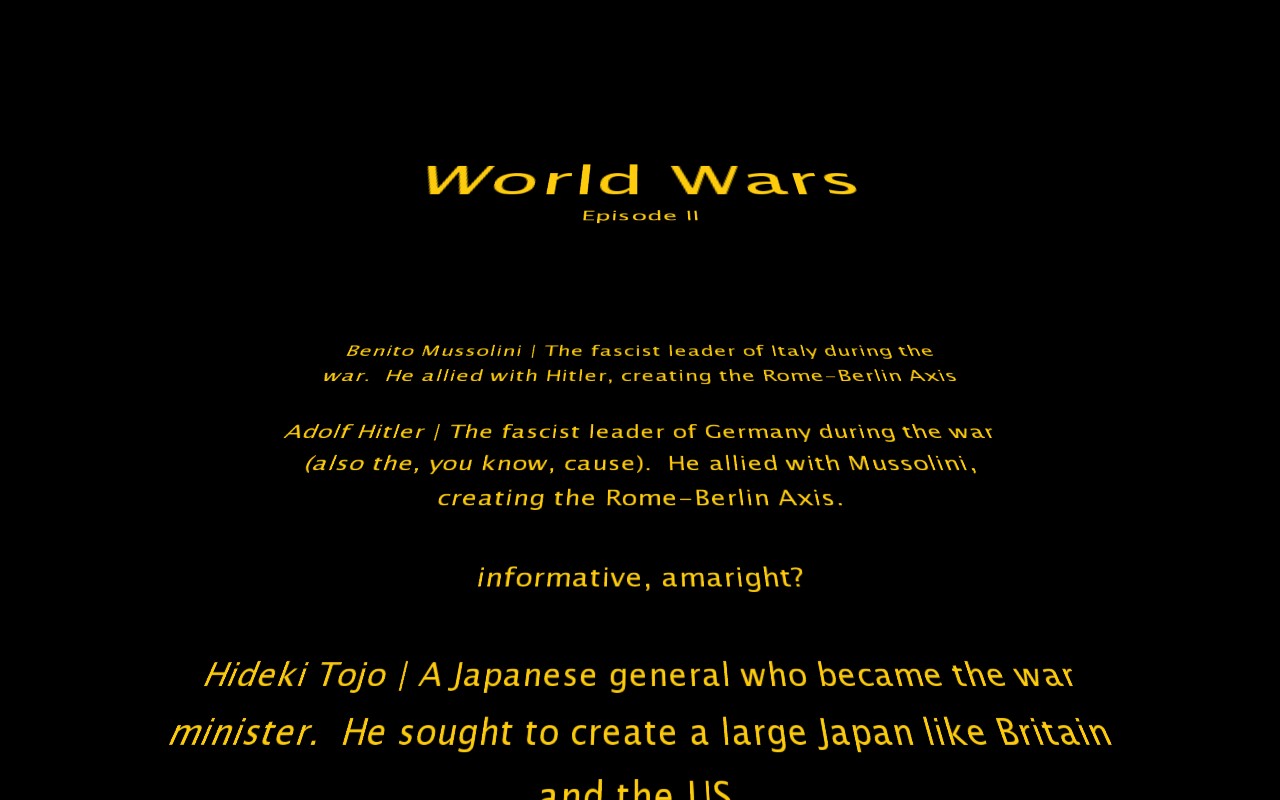 World Wars
Episode II
Benito Mussolini | The fascist leader of Italy during the
war.  He allied with Hitler, creating the Rome-Berlin Axis
Adolf Hitler | The fascist leader of Germany during the war
(also the, you know, cause).  He allied with Mussolini,
creating the Rome-Berlin Axis.
informative, amaright?
Hideki Tojo | A Japanese general who became the war
minister.  He sought to create a large Japan like Britain
and the US